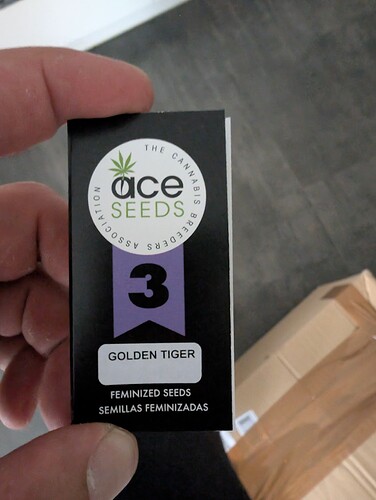 THE CANNABIS BREEDERS ASSOCIATION
ace
SEEDS
3
GOLDEN TIGER
FEMINIZED SEEDS
SEMILLAS FEMINIZADAS